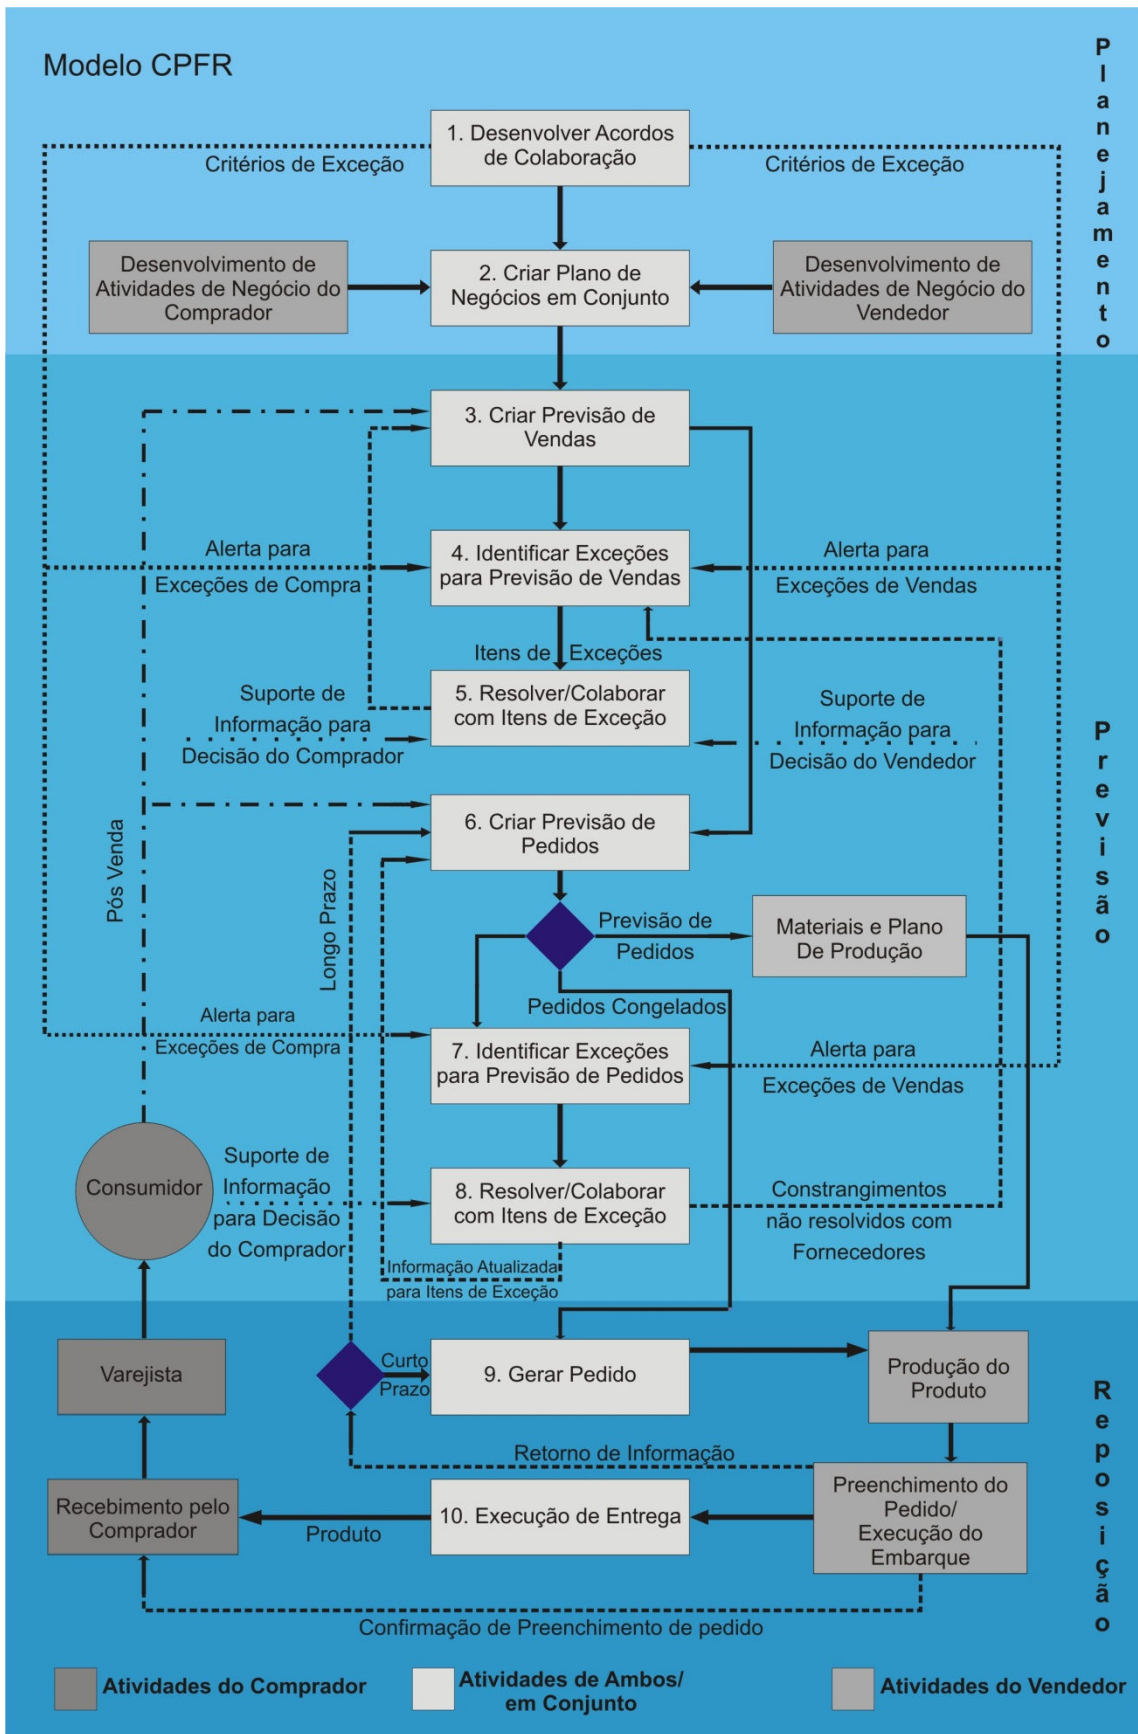 Modelo CPFR
Planejamento
1. Desenvolver Acordos
de Colaboração
Critérios de Exceção
Critérios de Exceção
Desenvolvimento de
Atividades de Negócio do
Comprador
2. Criar Plano de
Negócios em Conjunto
Desenvolvimento de
Atividades de Negócio do
Vendedor
Previsão
3. Criar Previsão de
Vendas
Alerta para
Exceções de Compra
4. Identificar Exceções
para Previsão de Vendas
Alerta para
Exceções de Vendas
Itens de Exceções
Suporte de
Informação para
Decisão do Comprador
5. Resolver/Colaborar
com Itens de Exceção
Suporte de
Informação para
Decisão do Vendedor
Pós Venda
6. Criar Previsão de
Pedidos
Longo Prazo
Previsão de
Pedidos
Materiais e Plano
De Produção
Pedidos Congelados
Alerta para
Exceções de Compra
7. Identificar Exceções
para Previsão de Pedidos
Alerta para
Exceções de Vendas
Consumidor
Suporte de
Informação
para Decisão
do Comprador
8. Resolver/Colaborar
com Itens de Exceção
Constrangimentos
não resolvidos com
Fornecedores
Informação Atualizada
para Itens de Exceção
Reposição
Varejista
Curto
Prazo
9. Gerar Pedido
Produção do
Produto
Retorno de Informação
Recebimento pelo
Comprador
Produto
10. Execução de Entrega
Preenchimento do
Pedido/
Execução do
Embarque
Confirmação de Preenchimento de pedido
Atividades do Comprador
Atividades de Ambos/
em Conjunto
Atividades do Vendedor